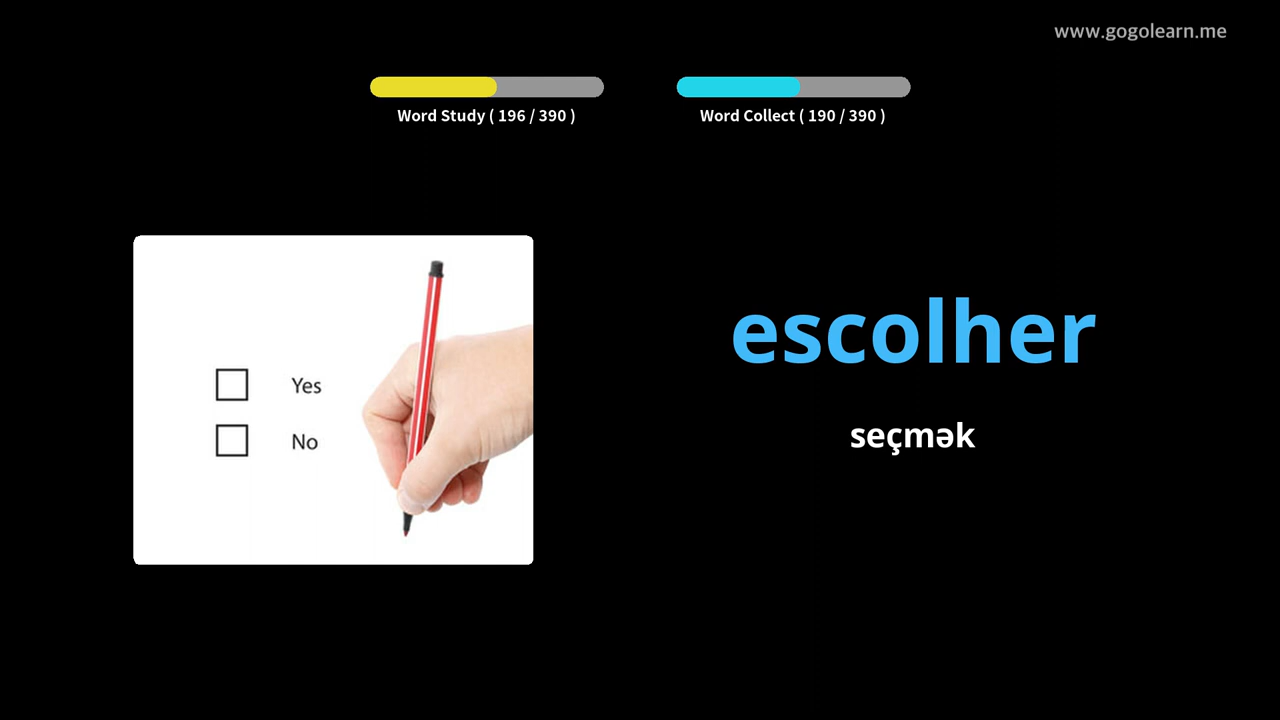 www.gogolearn.me
Word Study ( 196 / 390 )
Word Collect ( 190 / 390 )
Yes
No
escolher
seçmək